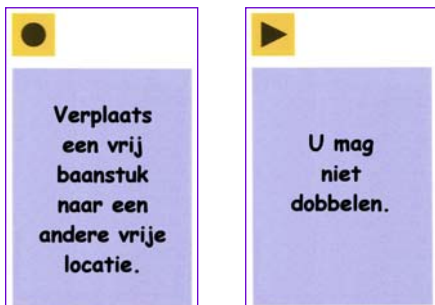 Verplaats
een vrij
baanstuk
naar een
andere vrije
locatie.
U mag
niet
dobbelen.